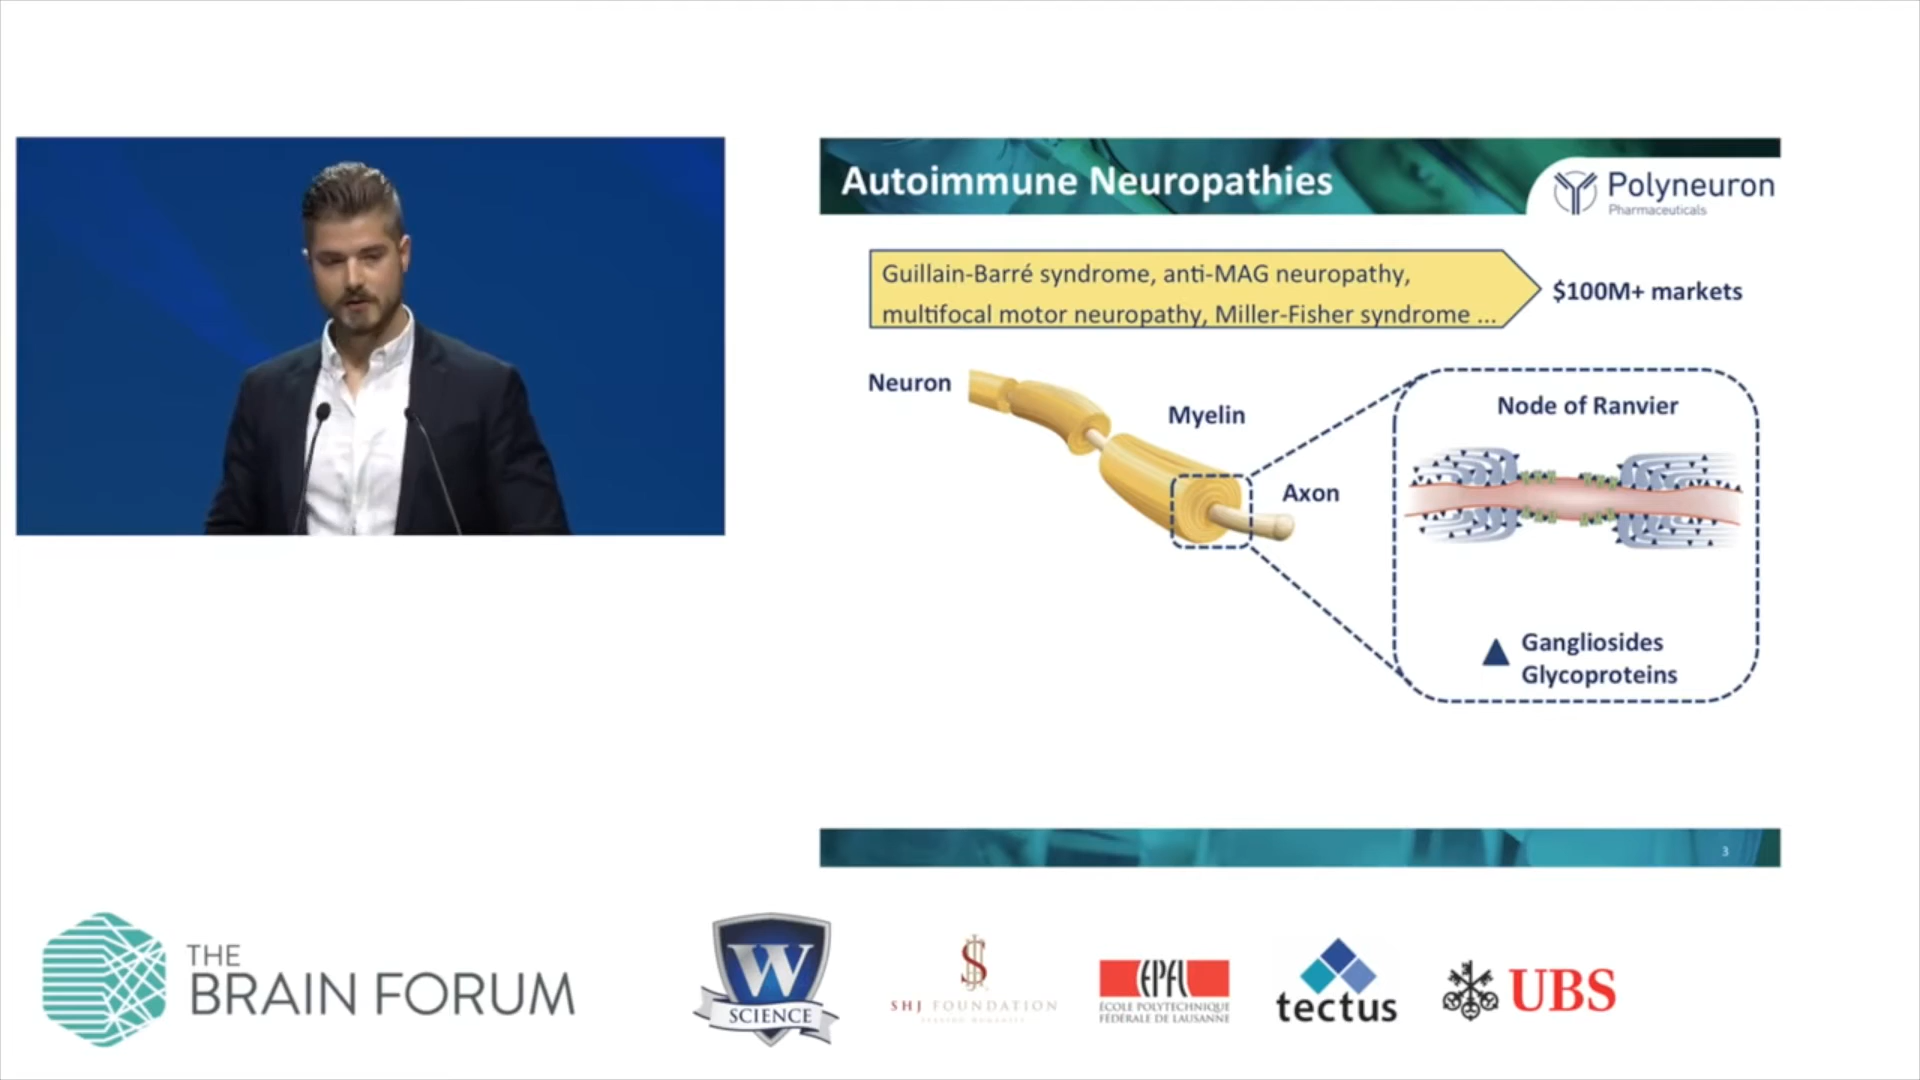 Autoimmune Neuropathies
Polyneuron
Pharmaceuticals
Guillain-Barré syndrome, anti-MAG neuropathy,
multifocal motor neuropathy, Miller-Fisher syndrome ...
$100M+ markets
Neuron
Myelin
Axon
Node of Ranvier
Gangliosides
Glycoproteins
3
THE
BRAIN FORUM
W
SCIENCE
SHJ FOUNDATION
EPFL
ÉCOLE POLYTECHNIQUE
FÉDÉRALE DE LAUSANNE
tectus
UBS